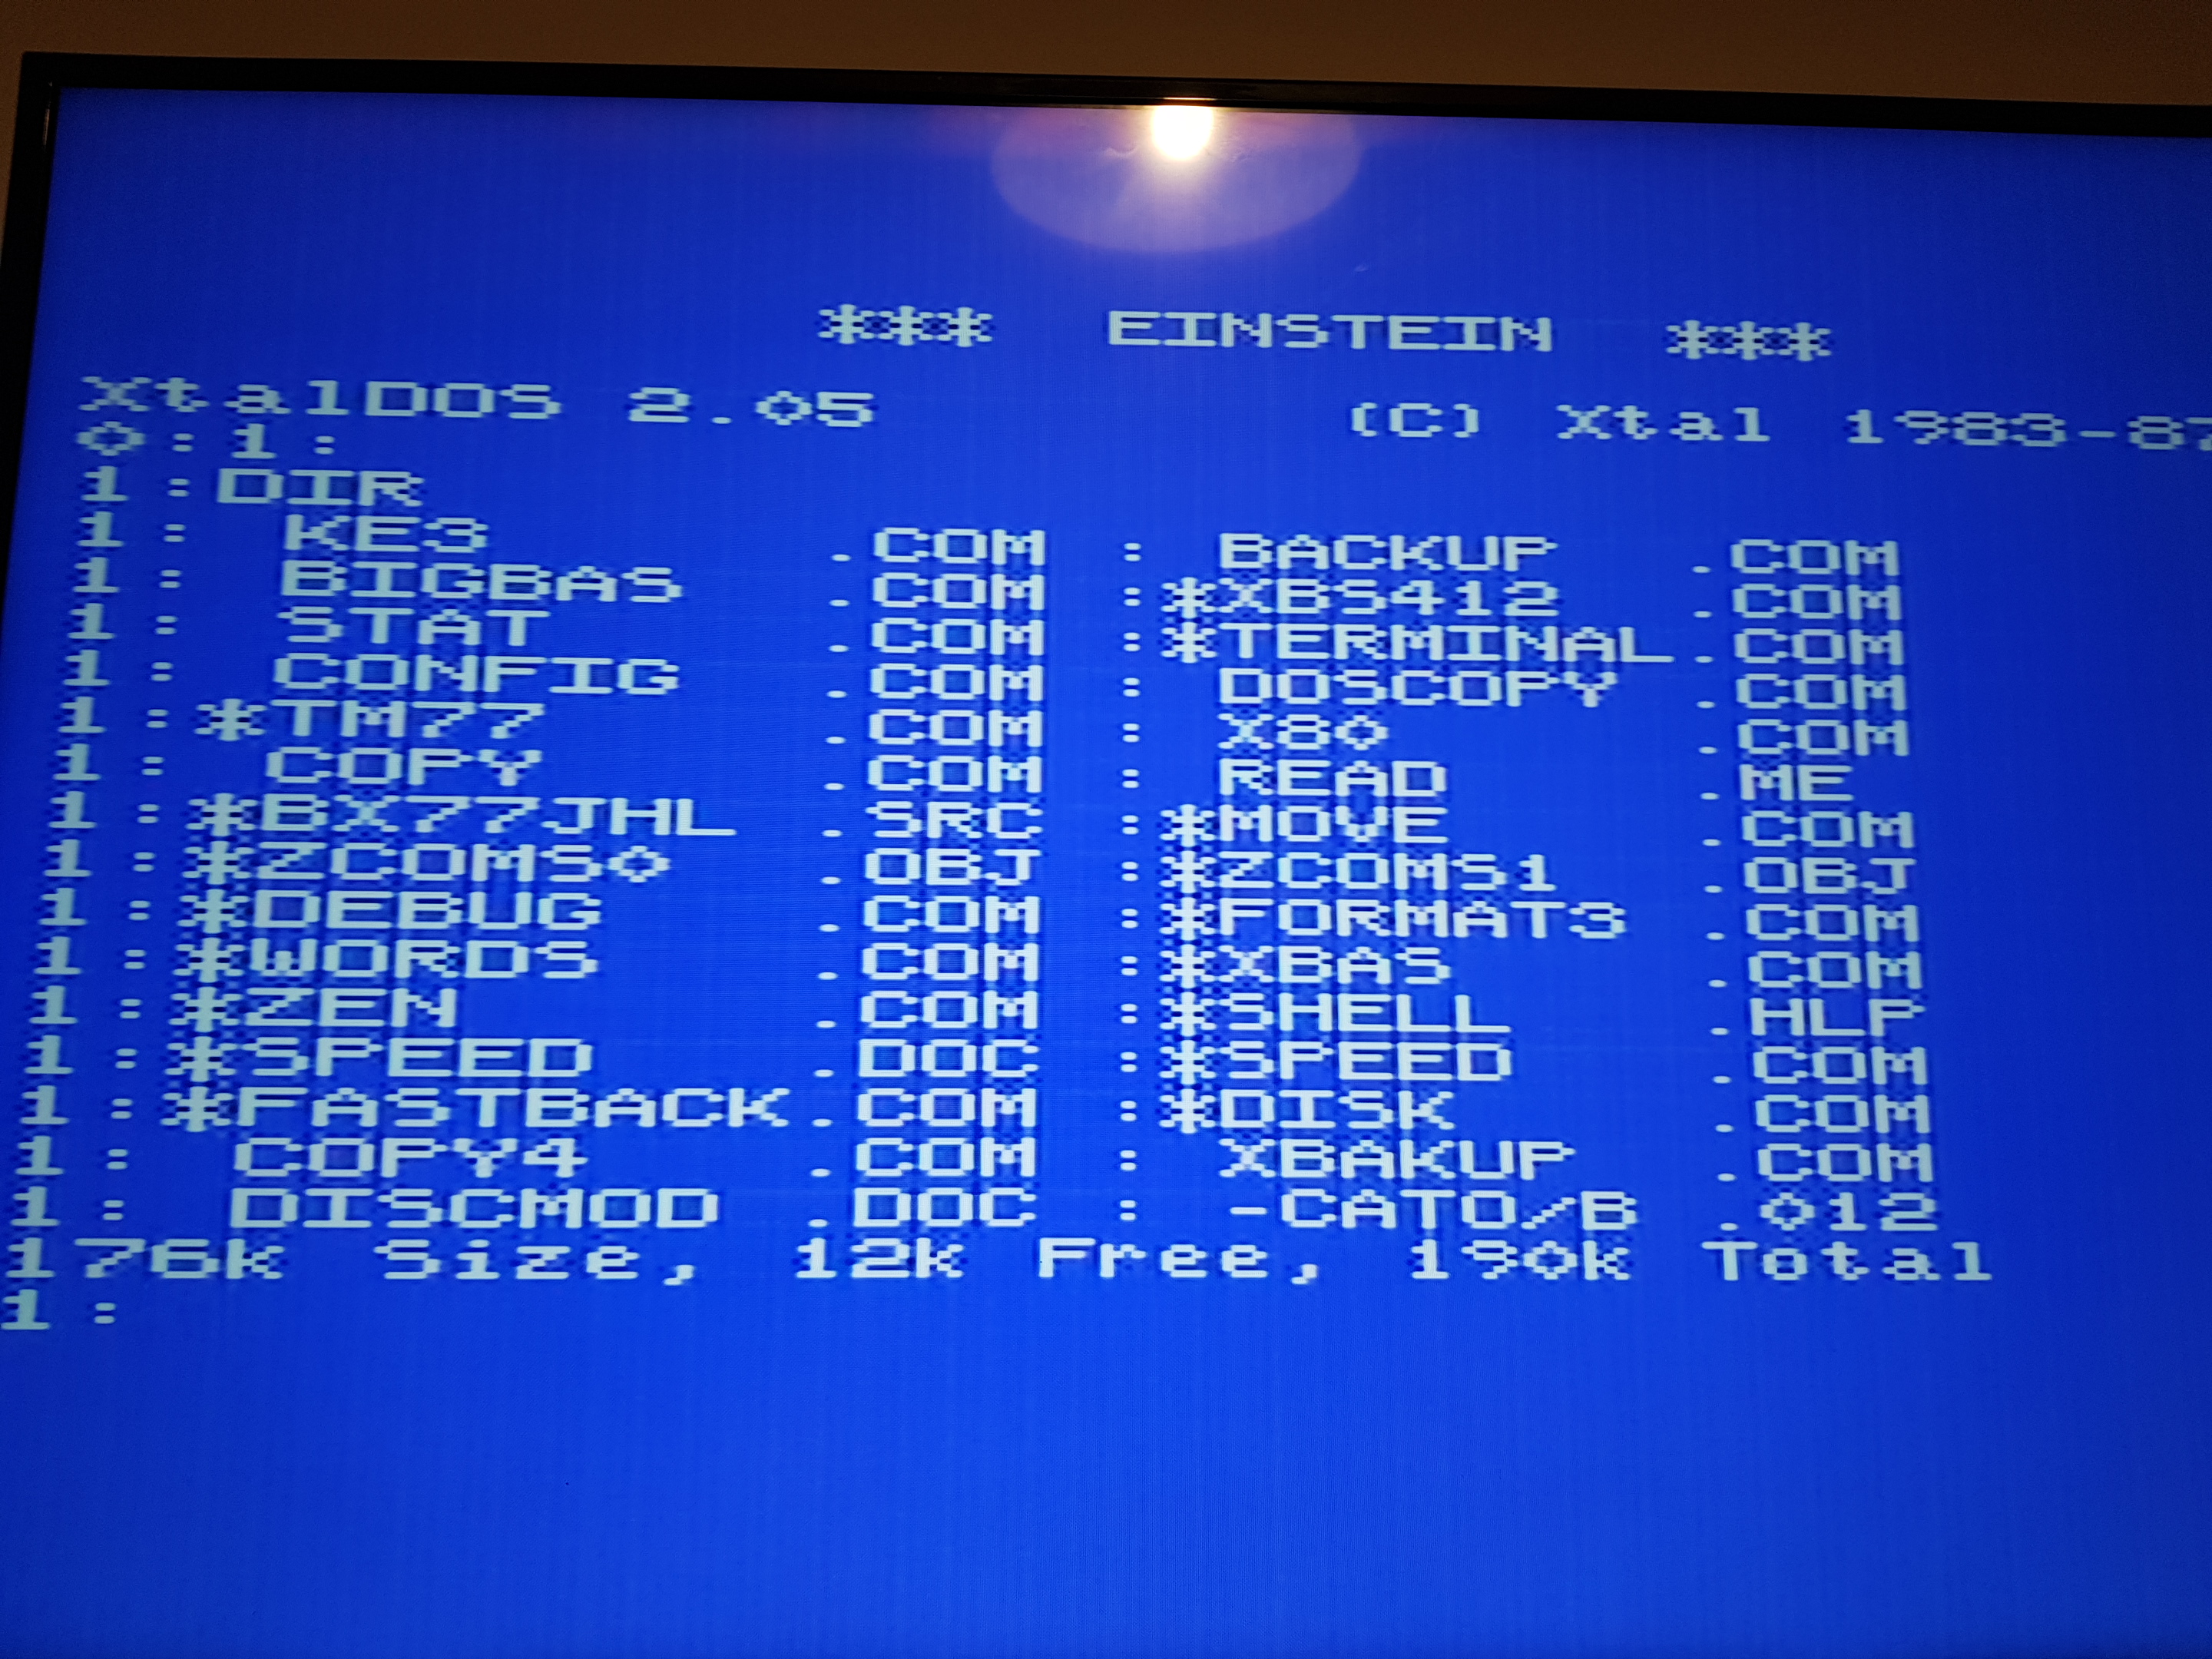 *** EINSTEIN ***
XtalDOS 2.05 (C) Xtal 1983-87
0:1:
1:DIR
1: KE3 .COM : BACKUP .COM
1: BIGBAS .COM :*XBS412 .COM
1: STAT .COM :*TERMINAL.COM
1: CONFIG .COM : DOSCOPY .COM
1:*TM77 .COM : X80 .COM
1: COPY .COM : READ .ME
1:*BX77JHL .SRC :*MOVE .COM
1:*ZCOMS0 .OBJ :*ZCOMS1 .OBJ
1:*DEBUG .COM :*FORMAT3 .COM
1:*WORDS .COM :*XBAS .COM
1:*ZEN .COM :*SHELL .HLP
1:*SPEED .DOC :*SPEED .COM
1:*FASTBACK.COM :*DISK .COM
1: COPY4 .COM : XBAKUP .COM
1: DISCMOD .DOC : -CATO/B .012
176k Size, 12k Free, 190k Total
1: